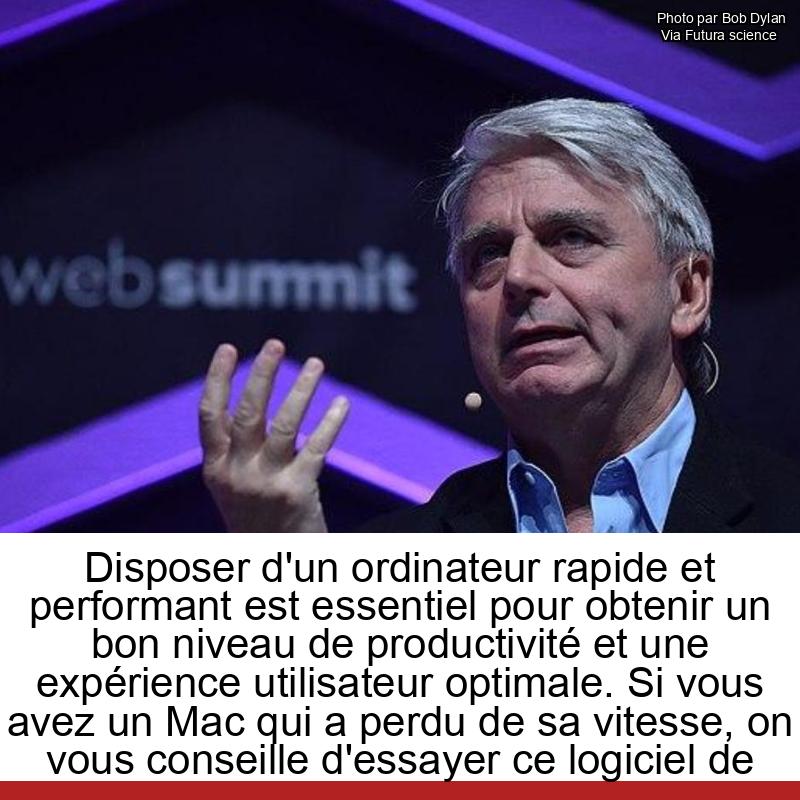 Photo par Bob Dylan
Via Futura science
websummit
Disposer d'un ordinateur rapide et
performant est essentiel pour obtenir un
bon niveau de productivité et une
expérience utilisateur optimale. Si vous
avez un Mac qui a perdu de sa vitesse, on
vous conseille d'essayer ce logiciel de